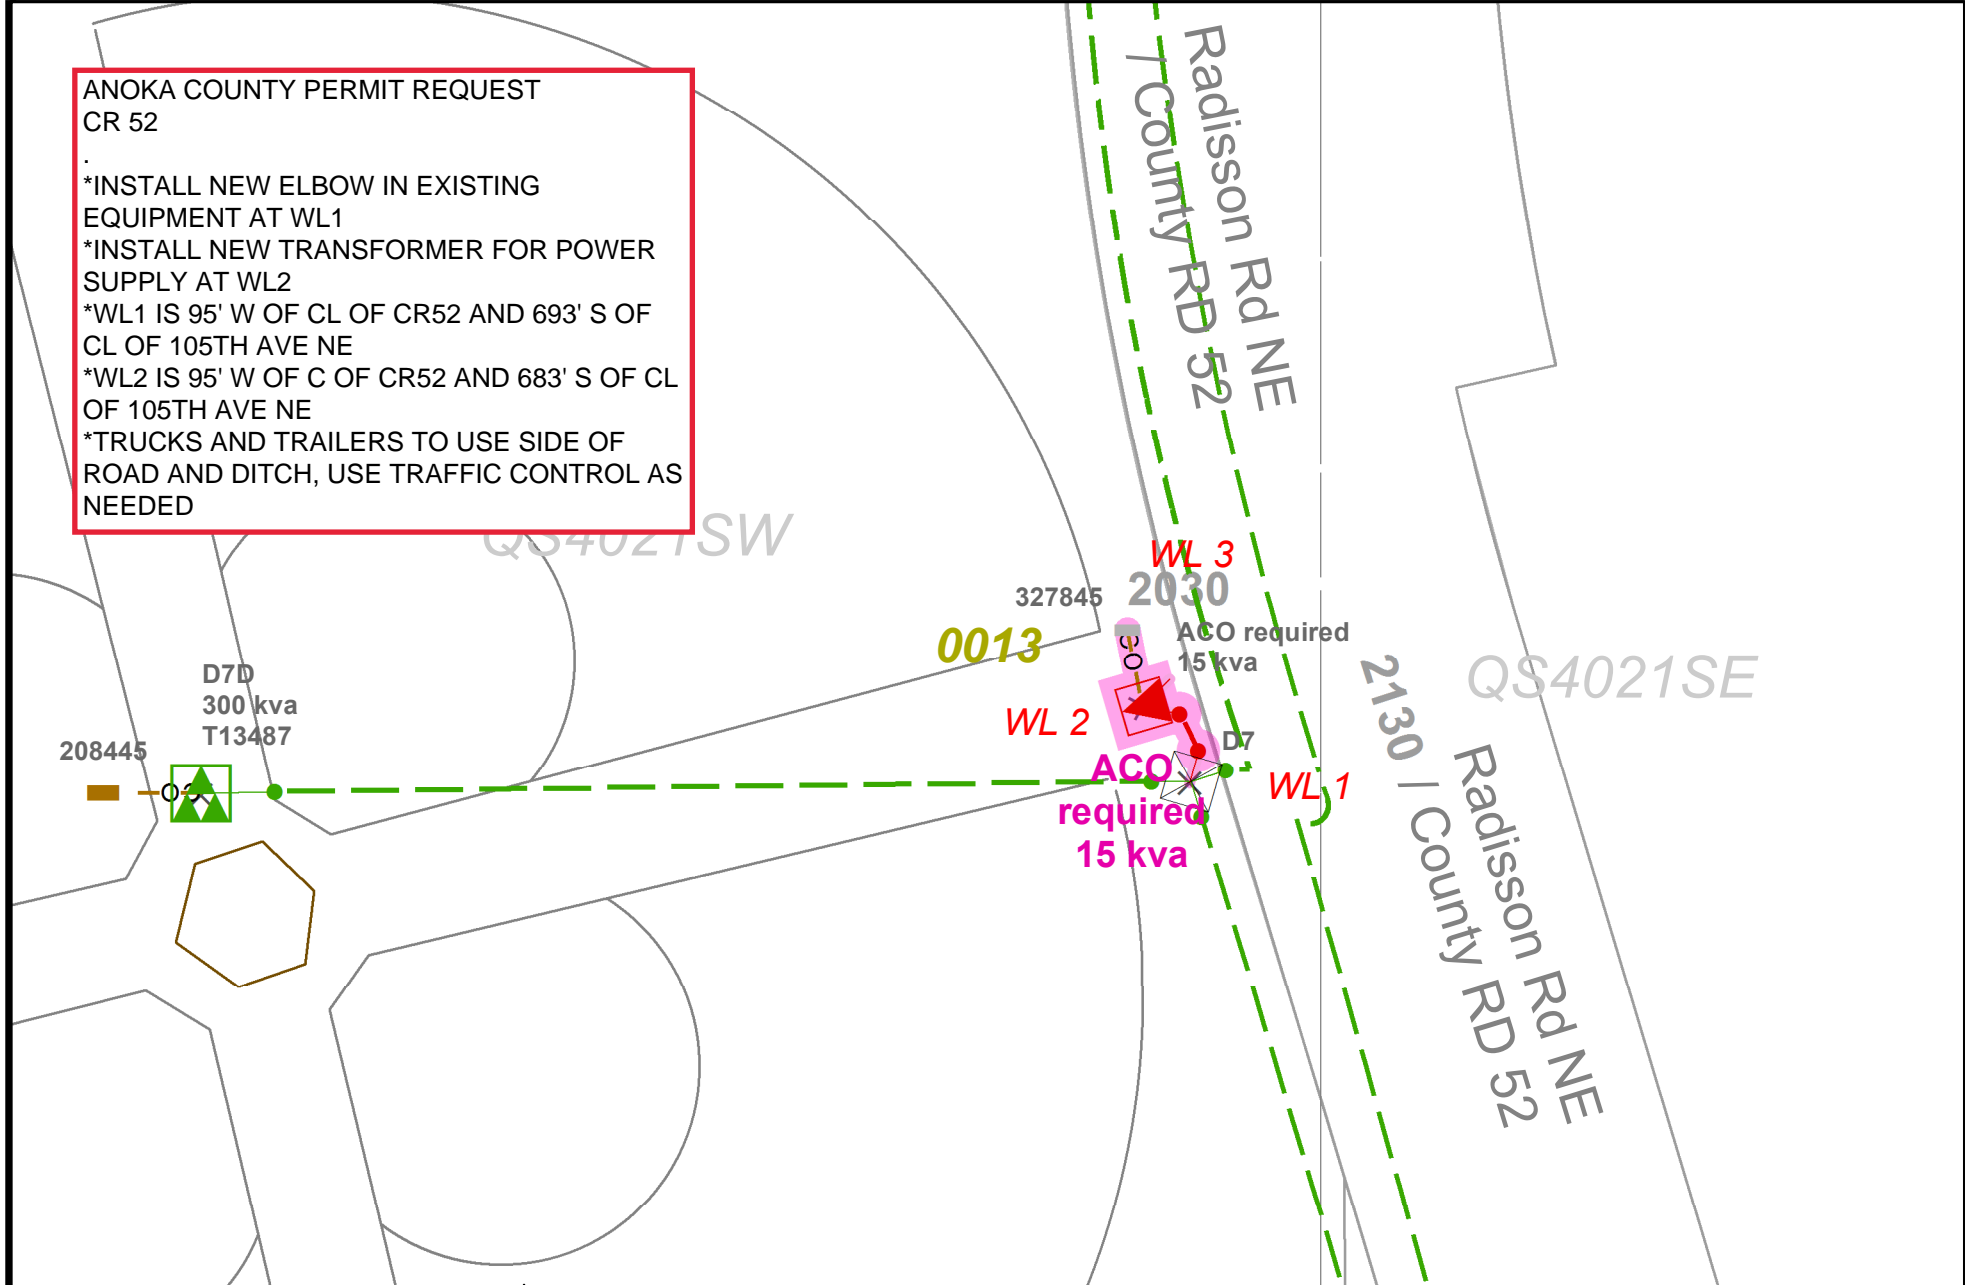 ANOKA COUNTY PERMIT REQUEST
CR 52
.
*INSTALL NEW ELBOW IN EXISTING
EQUIPMENT AT WL1
*INSTALL NEW TRANSFORMER FOR POWER
SUPPLY AT WL2
*WL1 IS 95' W OF CL OF CR52 AND 693' S OF
CL OF 105TH AVE NE
*WL2 IS 95' W OF C OF CR52 AND 683' S OF CL
OF 105TH AVE NE
*TRUCKS AND TRAILERS TO USE SIDE OF
ROAD AND DITCH, USE TRAFFIC CONTROL AS
NEEDED
Radisson Rd NE
/ County RD 52
QS4021SW
WL 3
327845
2030
0013
ACO required
15 kva
QS4021SE
D7D
300 kva
T13487
208445
WL 2
D7
WL 1
ACO
required
15 kva
2130 / County RD 52
Radisson Rd NE